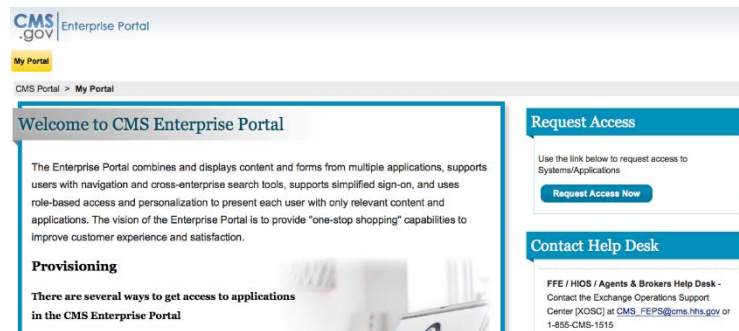 CMS
.gov
Enterprise Portal
My Portal
CMS Portal > My Portal
Welcome to CMS Enterprise Portal
The Enterprise Portal combines and displays content and forms from multiple applications, supports
users with navigation and cross-enterprise search tools, supports simplified sign-on, and uses
role-based access and personalization to present each user with only relevant content and
applications. The vision of the Enterprise Portal is to provide "one-stop shopping" capabilities to
improve customer experience and satisfaction.
Provisioning
There are several ways to get access to applications
in the CMS Enterprise Portal
Request Access
Use the link below to request access to
Systems/Applications
Request Access Now
Contact Help Desk
FFE / HIOS / Agents & Brokers Help Desk -
Contact the Exchange Operations Support
Center [XOSC] at CMS_FEPS@cms.hhs.gov or
1-855-CMS-1515